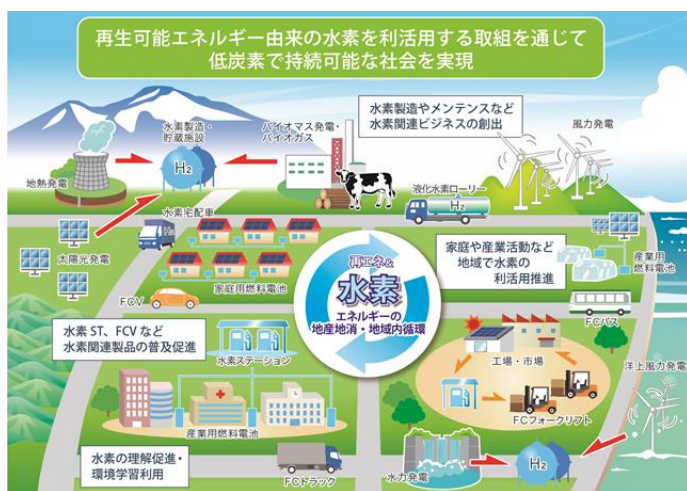 再生可能エネルギー由来の水素を利活用する取組を通じて
低炭素で持続可能な社会を実現
水素製造・
貯蔵施設
バイオマス発電・
バイオガス
水素製造やメンテンスなど
水素関連ビジネスの創出
風力発電
地熱発電
H2
液化水素ローリー
H2
水素宅配車
H2
太陽光発電
家庭用燃料電池
再エネ&
水素
エネルギーの
地産地消・地域内循環
家庭や産業活動など
地域で水素の
利活用推進
産業用
燃料電池
FCV
FCバス
水素 ST、FCV など
水素関連製品の普及促進
水素ステーション
工場・市場
洋上風力発電
FCフォークリフト
産業用燃料電池
水素の理解促進・
環境学習利用
FCトラック
水力発電
H2